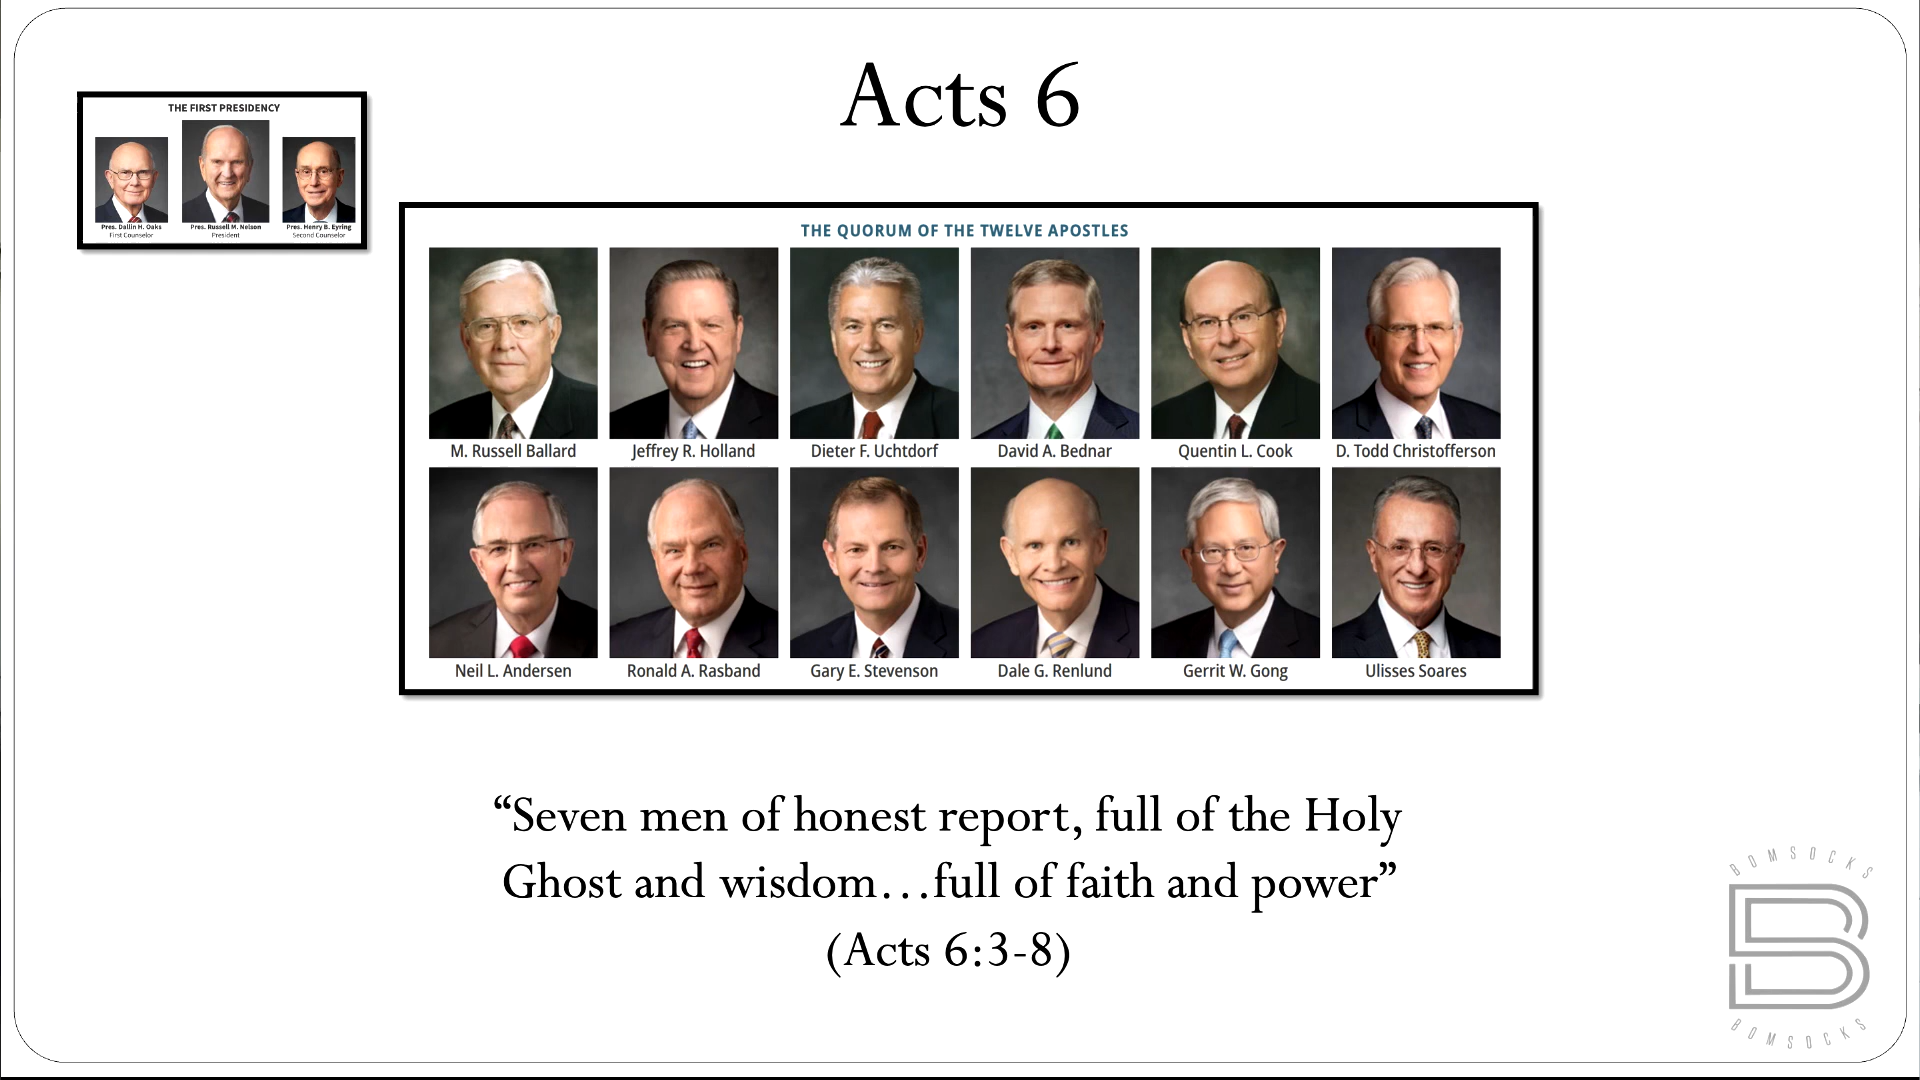 Acts 6
THE FIRST PRESIDENCY
Pres. Dallin H. Oaks
First Counselor
Pres. Russell M. Nelson
President
Pres. Henry B. Eyring
Second Counselor
THE QUORUM OF THE TWELVE APOSTLES
M. Russell Ballard
Jeffrey R. Holland
Dieter F. Uchtdorf
David A. Bednar
Quentin L. Cook
D. Todd Christofferson
Neil L. Andersen
Ronald A. Rasband
Gary E. Stevenson
Dale G. Renlund
Gerrit W. Gong
Ulisses Soares
“Seven men of honest report, full of the Holy
Ghost and wisdom…full of faith and power”
(Acts 6:3-8)
BOMSOCKS
B
BOMSOCKS